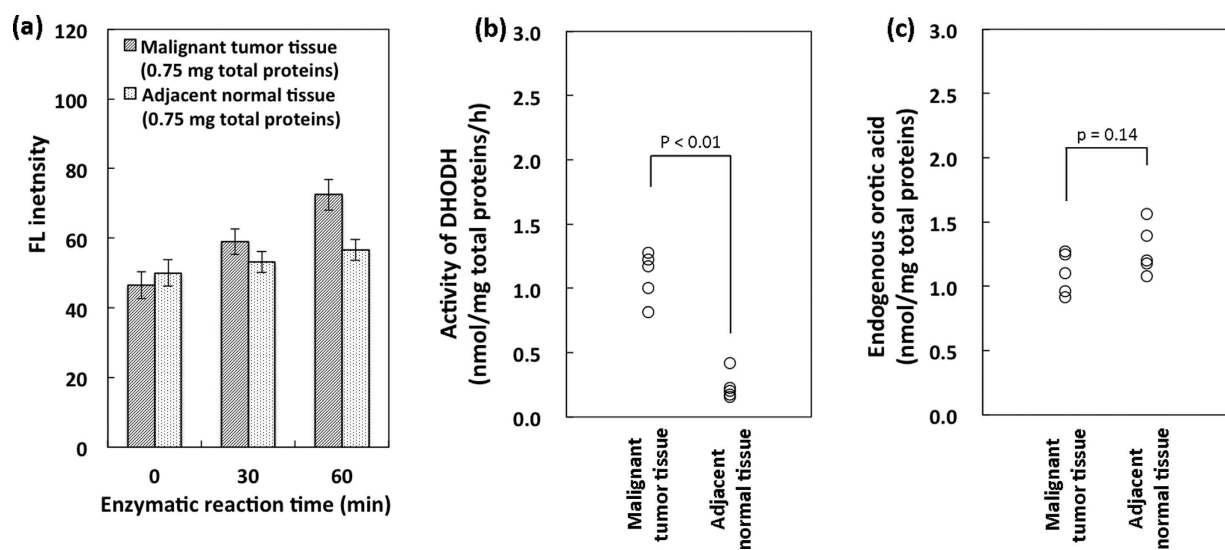 (a)
120
100
80
60
40
20
0
FL inetnsity
Malignant tumor tissue
(0.75 mg total proteins)
Adjacent normal tissue
(0.75 mg total proteins)
0
30
60
Enzymatic reaction time (min)
(b)
3.0
2.5
2.0
1.5
1.0
0.5
0.0
Activity of DHODH
(nmol/mg total proteins/h)
P < 0.01
Malignant
tumor tissue
Adjacent
normal tissue
(c)
3.0
2.5
2.0
1.5
1.0
0.5
0.0
Endogenous orotic acid
(nmol/mg total proteins)
p = 0.14
Malignant
tumor tissue
Adjacent
normal tissue